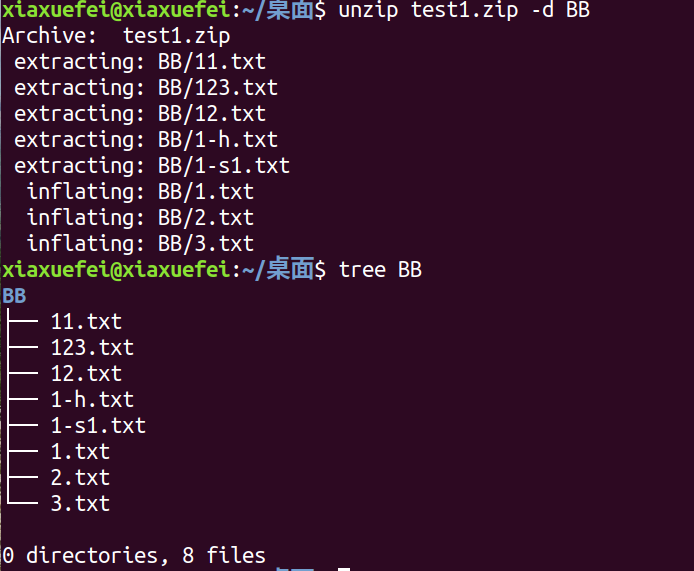 xiaxuefei@xiaxuefei:~/桌面$ unzip test1.zip -d BB
Archive:  test1.zip
 extracting: BB/11.txt
 extracting: BB/123.txt
 extracting: BB/12.txt
 extracting: BB/1-h.txt
 extracting: BB/1-s1.txt
  inflating: BB/1.txt
  inflating: BB/2.txt
  inflating: BB/3.txt
xiaxuefei@xiaxuefei:~/桌面$ tree BB
BB
├── 11.txt
├── 123.txt
├── 12.txt
├── 1-h.txt
├── 1-s1.txt
├── 1.txt
├── 2.txt
└── 3.txt

0 directories, 8 files